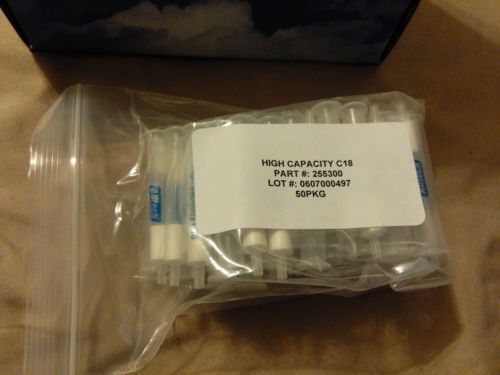 HIGH CAPACITY C18
PART #: 255300
LOT #: 0607000497
50PKG